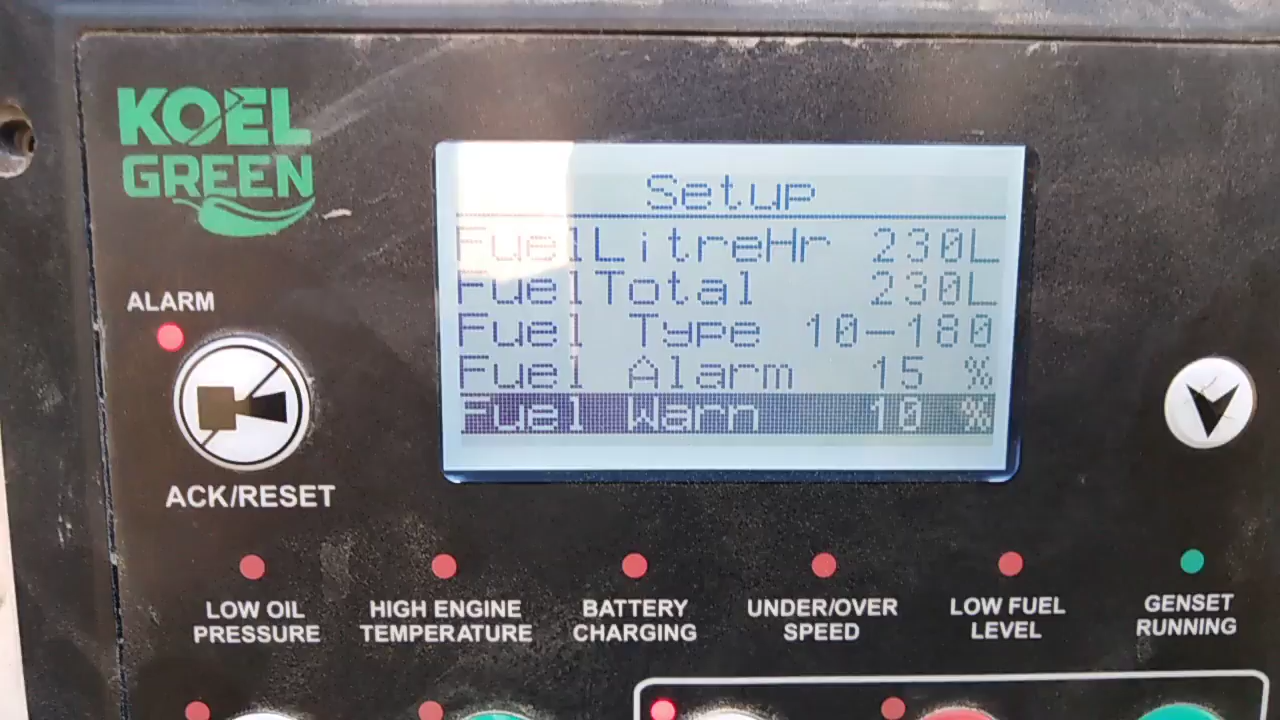 KOEL
GREEN
Setup
FuelLitreHr 230L
FuelTotal 230L
Fuel Type 10-180
Fuel Alarm 15 %
Fuel Warn 10 %
ALARM
ACK/RESET
LOW OIL
PRESSURE
HIGH ENGINE
TEMPERATURE
BATTERY
CHARGING
UNDER/OVER
SPEED
LOW FUEL
LEVEL
GENSET
RUNNING